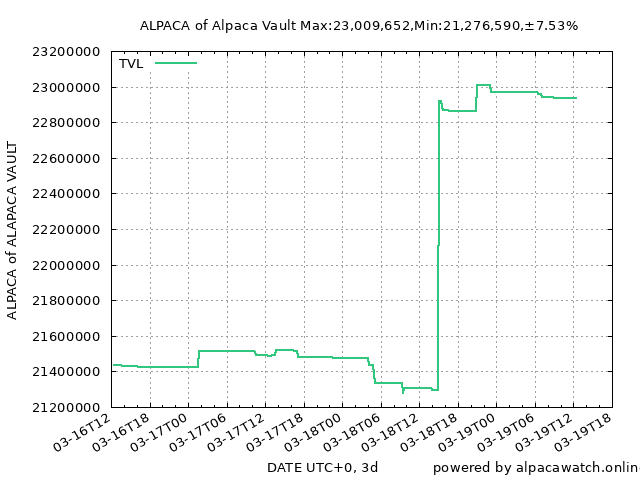 ALPACA of Alpaca Vault Max:23,009,652,Min:21,276,590,±7.53%
TVL
ALPACA of ALAPACA VAULT
23200000
23000000
22800000
22600000
22400000
22200000
22000000
21800000
21600000
21400000
21200000
03-16T12
03-16T18
03-17T00
03-17T06
03-17T12
03-17T18
03-18T00
03-18T06
03-18T12
03-18T18
03-19T00
03-19T06
03-19T12
03-19T18
DATE UTC+0, 3d
powered by alpacawatch.onlin